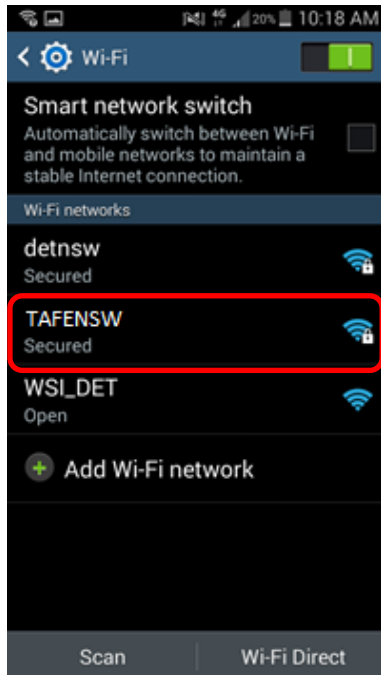 4G 20% 10:18 AM
Wi-Fi
Smart network switch
Automatically switch between Wi-Fi
and mobile networks to maintain a
stable Internet connection.
Wi-Fi networks
detnsw
Secured
TAFENSW
Secured
WSI_DET
Open
Add Wi-Fi network
Scan Wi-Fi Direct